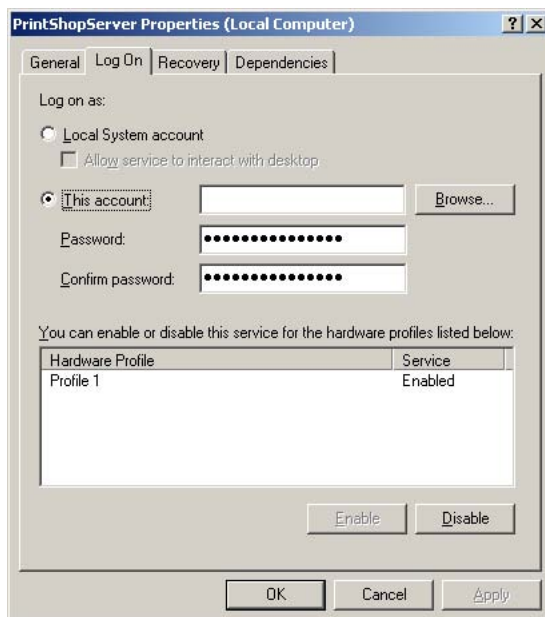 PrintShopServer Properties (Local Computer)
General Log On Recovery Dependencies
Log on as:
Local System account
Allow service to interact with desktop
This account:
Browse...
Password:
●●●●●●●●●●●●●●●
Confirm password:
●●●●●●●●●●●●●●●
You can enable or disable this service for the hardware profiles listed below:
Hardware Profile Service
Profile 1 Enabled
Enable Disable
OK Cancel Apply